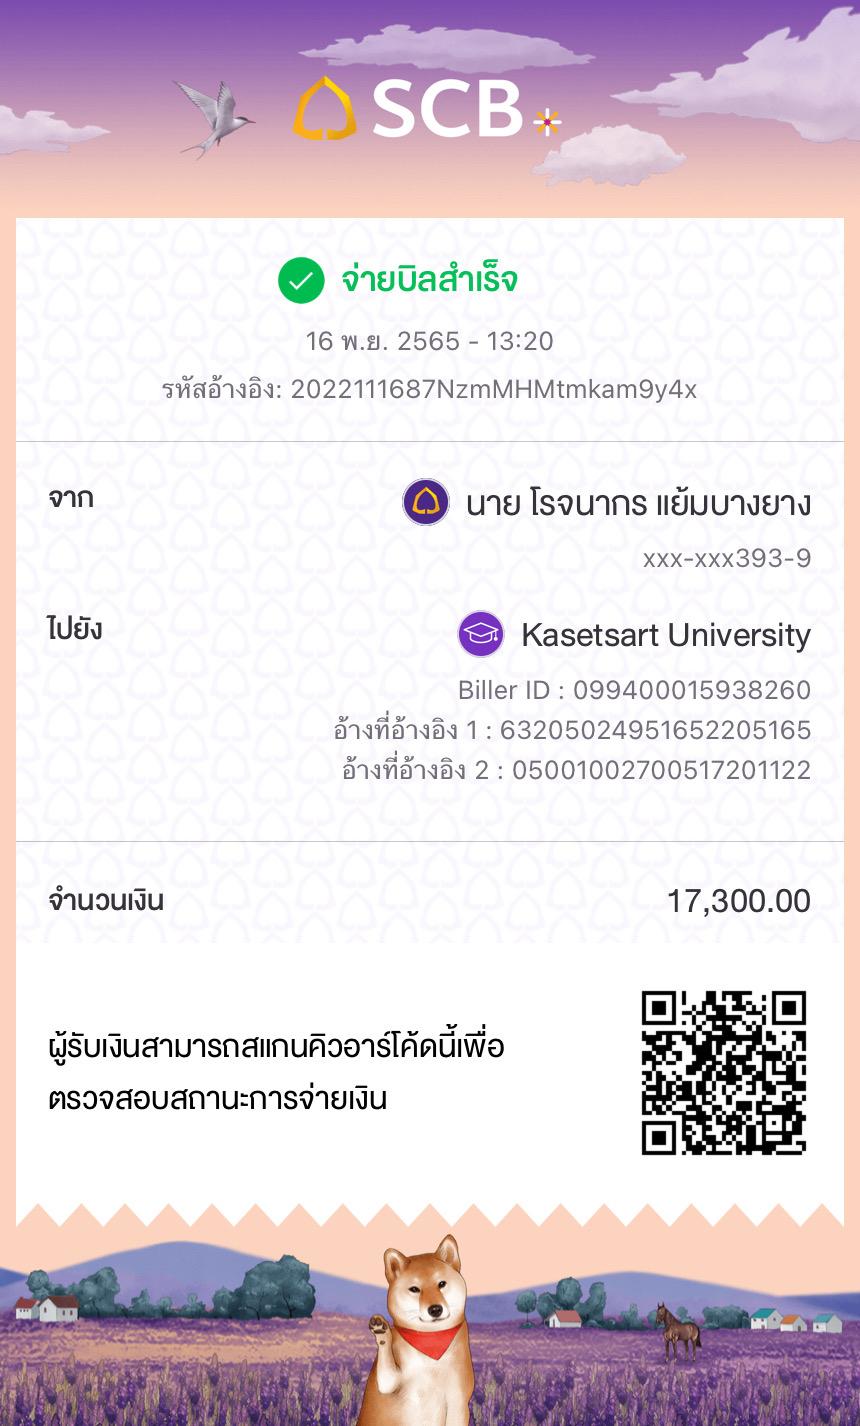 SCB
จ่ายบิลสำเร็จ
16 พ.ย. 2565 - 13:20
รหัสอ้างอิง: 2022111687NzmMHMtmkam9y4x
จาก
นาย โรจนากร แย้มบางยาง
xxx-xxx393-9
ไปยัง
Kasetsart University
Biller ID : 099400015938260
อ้างที่อ้างอิง 1 : 63205024951652205165
อ้างที่อ้างอิง 2 : 05001002700517201122
จำนวนเงิน
17,300.00
ผู้รับเงินสามารถสแกนคิวอาร์โค้ดนี้เพื่อ
ตรวจสอบสถานะการจ่ายเงิน